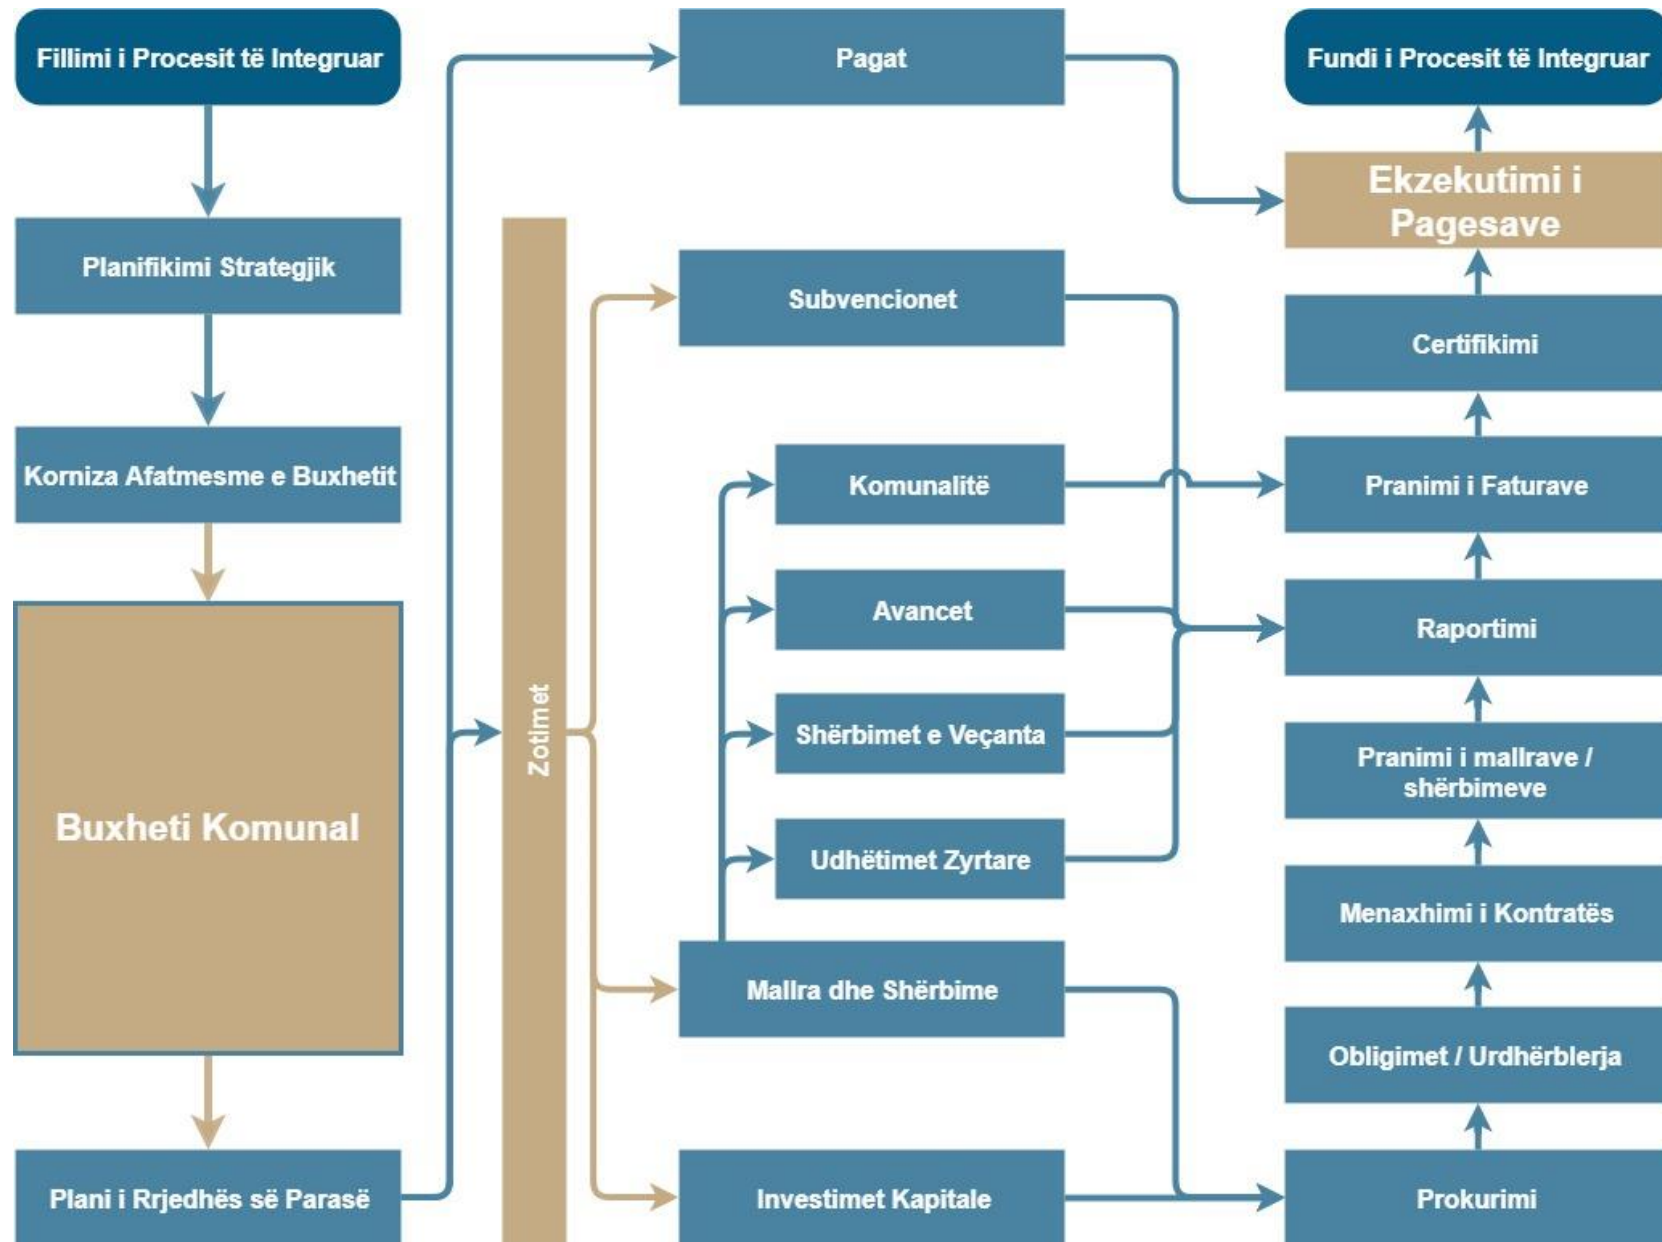 Fillimi i Procesit të Integruar
Planifikimi Strategjik
Korniza Afatmesme e Buxhetit
Buxheti Komunal
Plani i Rrjedhës së Parasë
Zotimet
Pagat
Subvencionet
Komunalitë
Avancet
Shërbimet e Veçanta
Udhëtimet Zyrtare
Mallra dhe Shërbime
Investimet Kapitale
Fundi i Procesit të Integruar
Ekzekutimi i
Pagesave
Certifikimi
Pranimi i Faturave
Raportimi
Pranimi i mallrave /
shërbimeve
Menaxhimi i Kontratës
Obligimet / Urdhërblerja
Prokurimi